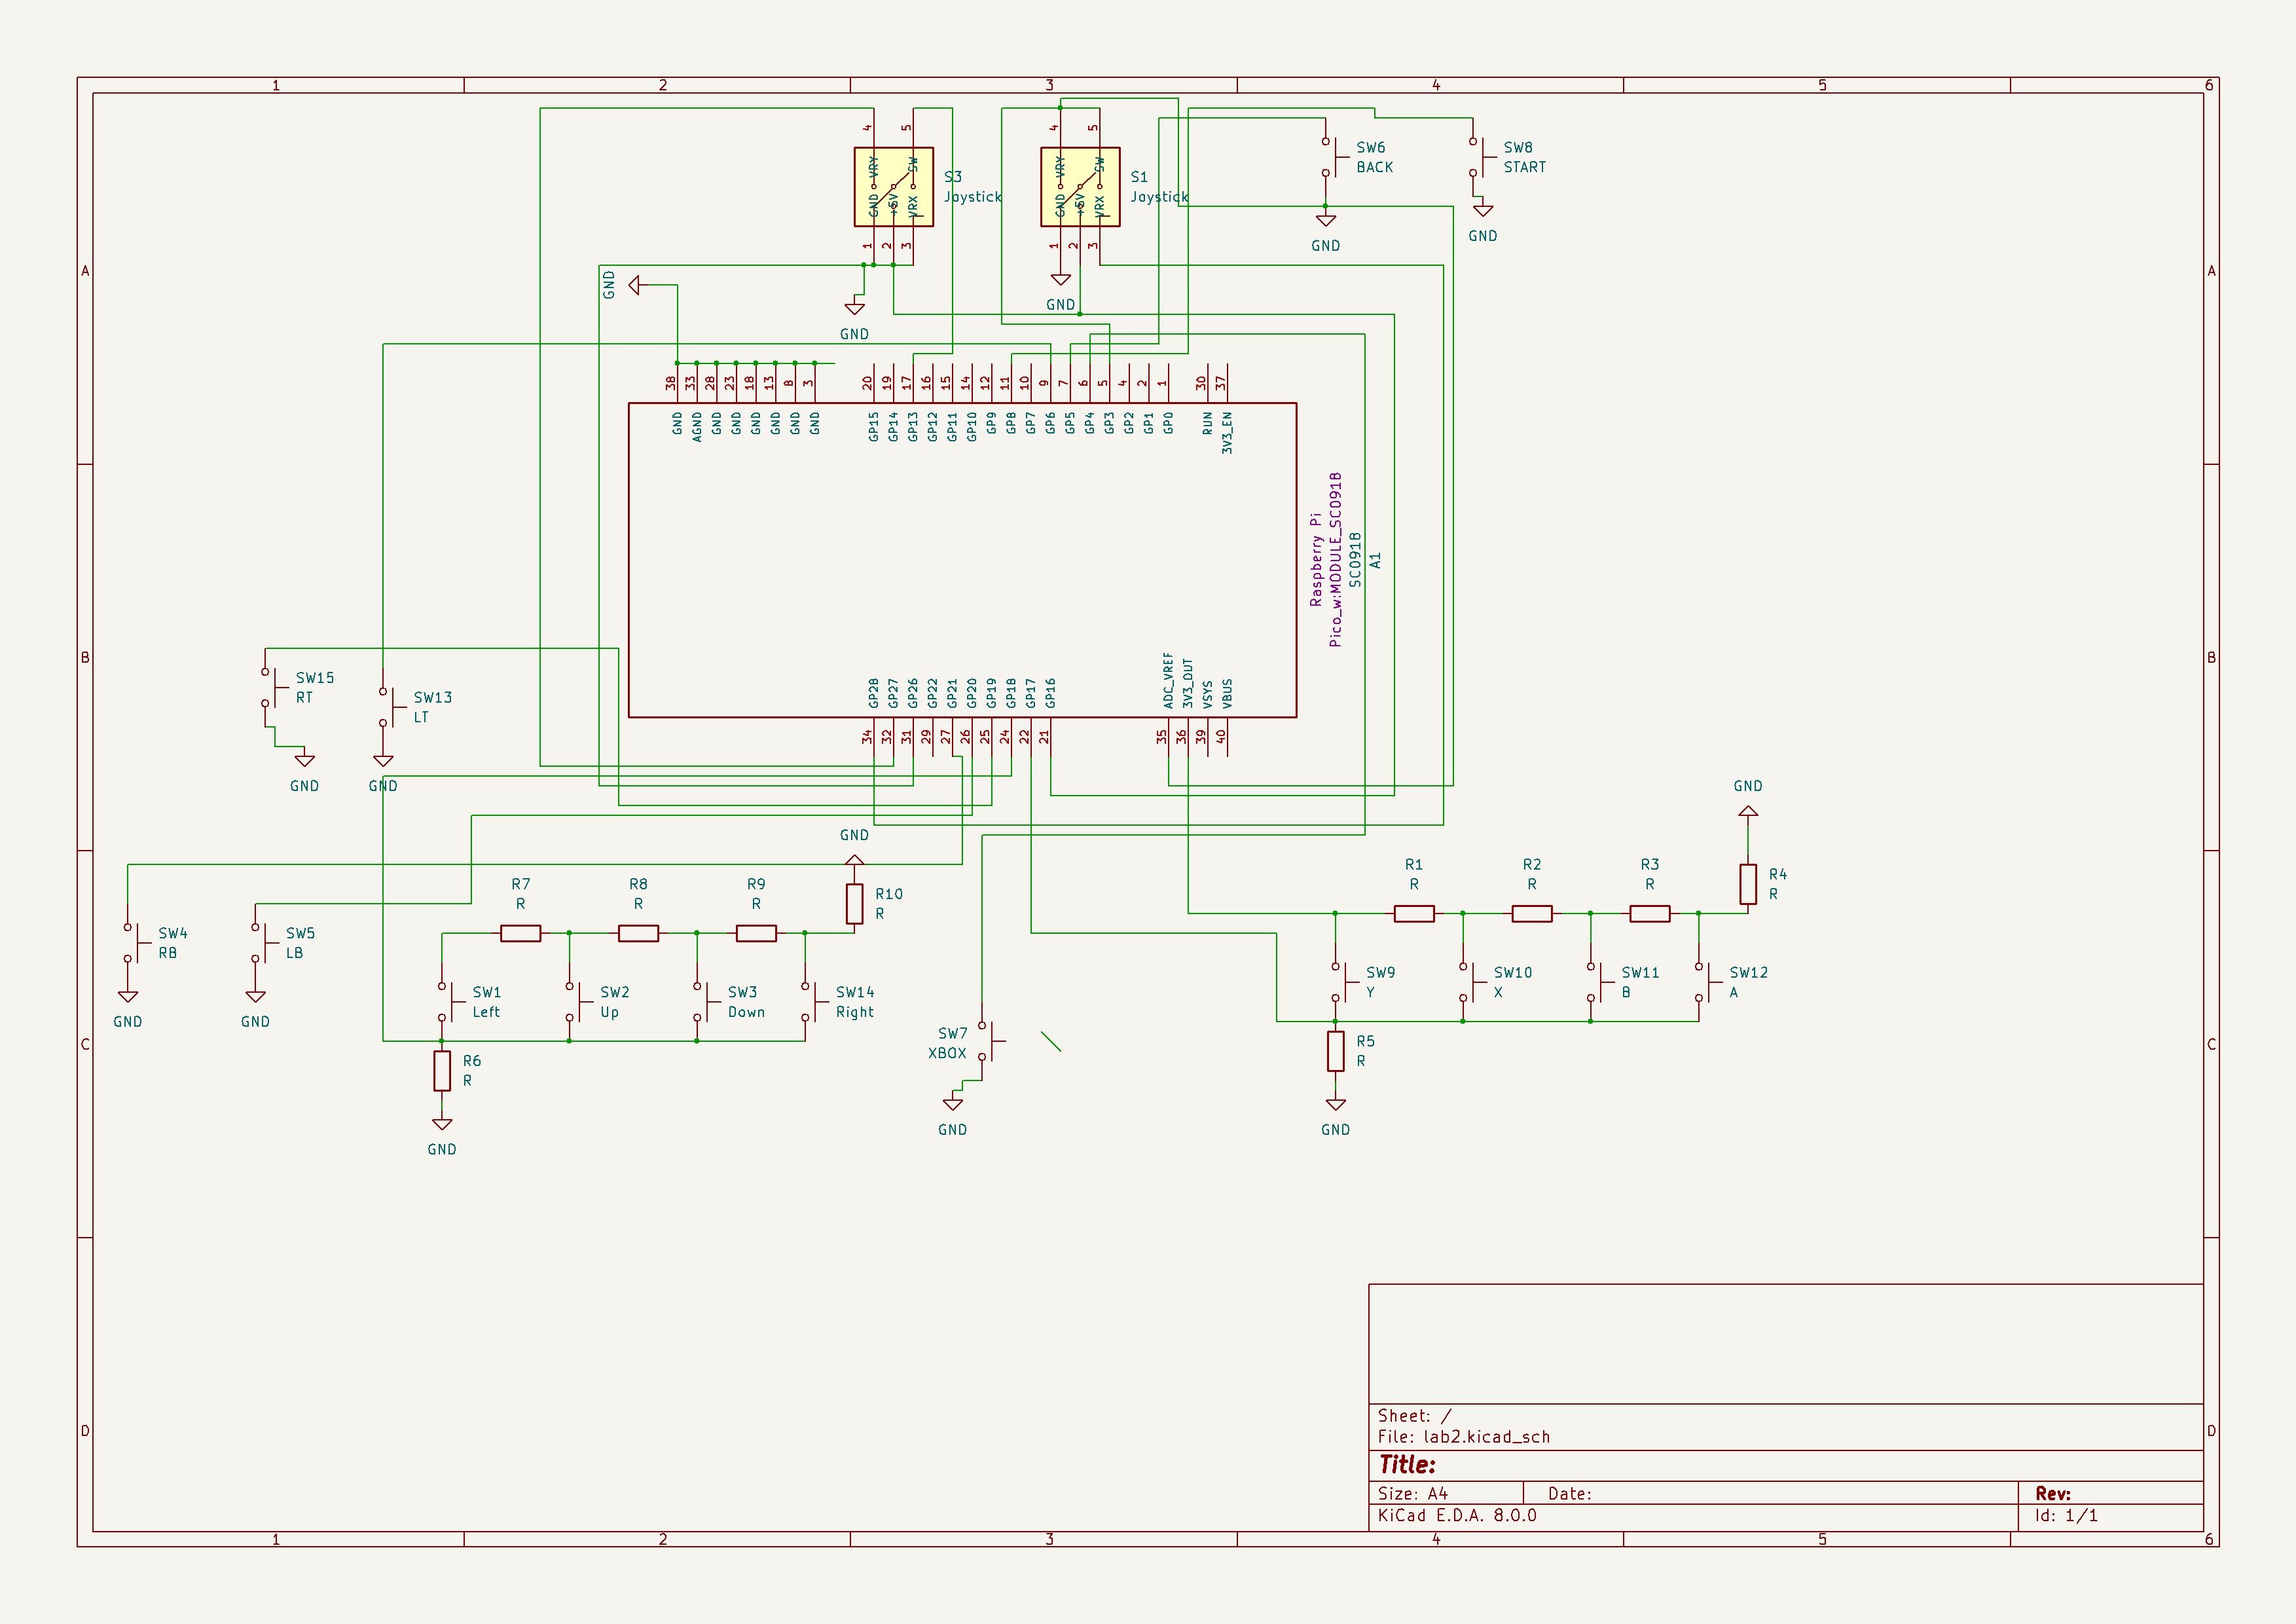 1 2 3 4 5 6
4 5
4 5
VRY SW
VRY SW
GND +5V VRX
GND +5V VRX
1 2 3
1 2 3
S3
Jaystick
S1
Jaystick
SW6
BACK
SW8
START
GND
GND
A
A
GND
GND
GND
38 33 28 23 18 13 8 3 20 19 17 16 15 14 12 11 10 9 7 6 5 4 2 1 30 37
GND AGND GND GND GND GND GND GND GP15 GP14 GP13 GP12 GP11 GP10 GP9 GP8 GP7 GP6 GP5 GP4 GP3 GP2 GP1 GP0 RUN 3V3_EN
Raspberry Pi
Pico_w:MODULE_SC0918
SC0918
A1
B
B
SW15
RT
SW13
LT
GND
GND
GP28 GP27 GP26 GP22 GP21 GP20 GP19 GP18 GP17 GP16 ADC_VREF 3V3_OUT VSYS VBUS
34 32 31 29 27 26 25 24 22 21 35 36 39 40
GND
GND
R7
R
R8
R
R9
R
R10
R
R1
R
R2
R
R3
R
R4
R
SW4
RB
SW5
LB
GND
GND
SW1
Left
SW2
Up
SW3
Down
SW14
Right
SW9
Y
SW10
X
SW11
B
SW12
A
C
C
SW7
XBOX
R6
R
R5
R
GND
GND
GND
D
D
Sheet: /
File: lab2.kicad_sch
Title:
Size: A4 Date: Rev:
KiCad E.D.A. 8.0.0 Id: 1/1
1 2 3 4 5 6